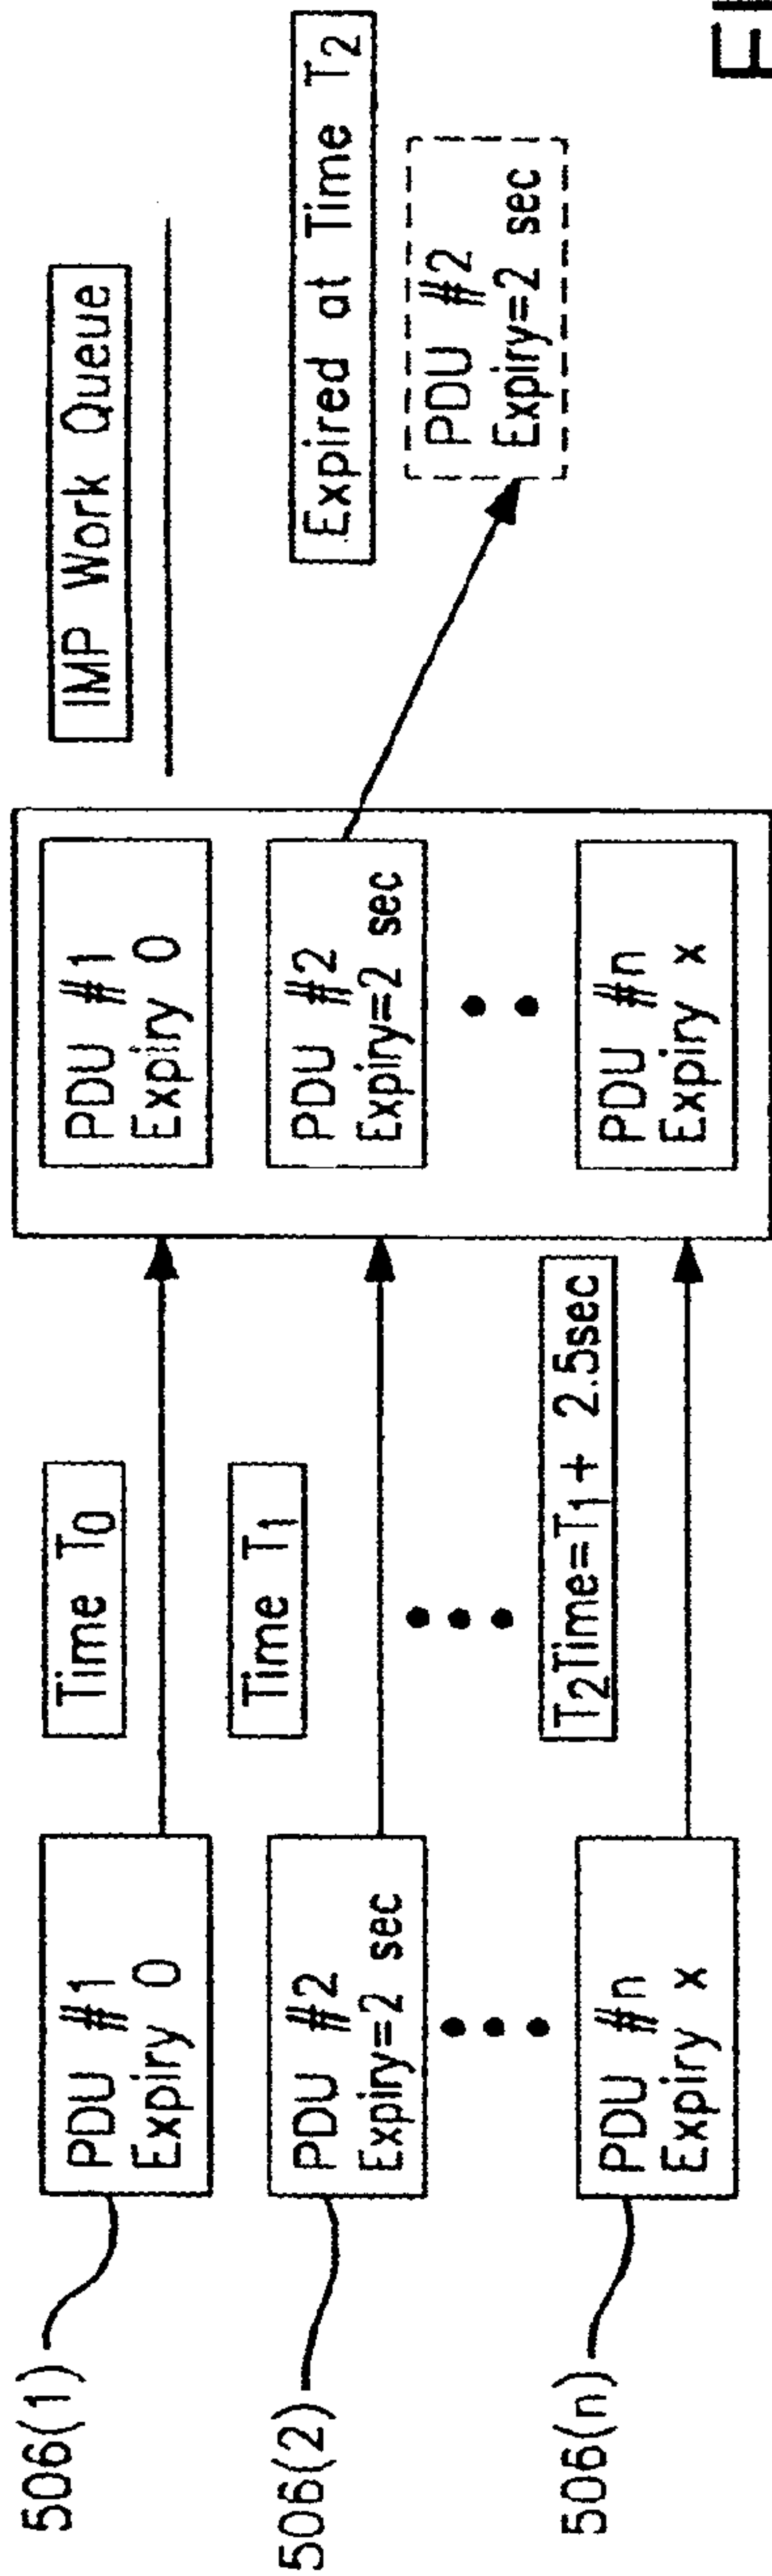 506(1)
PDU #1
Expiry 0
Time T0
PDU #1
Expiry 0
IMP Work Queue
506(2)
PDU #2
Expiry=2 sec
Time T1
PDU #2
Expiry=2 sec
Expired at Time T2
PDU #2
Expiry=2 sec
506(n)
PDU #n
Expiry x
T2Time=T1+ 2.5sec
PDU #n
Expiry x